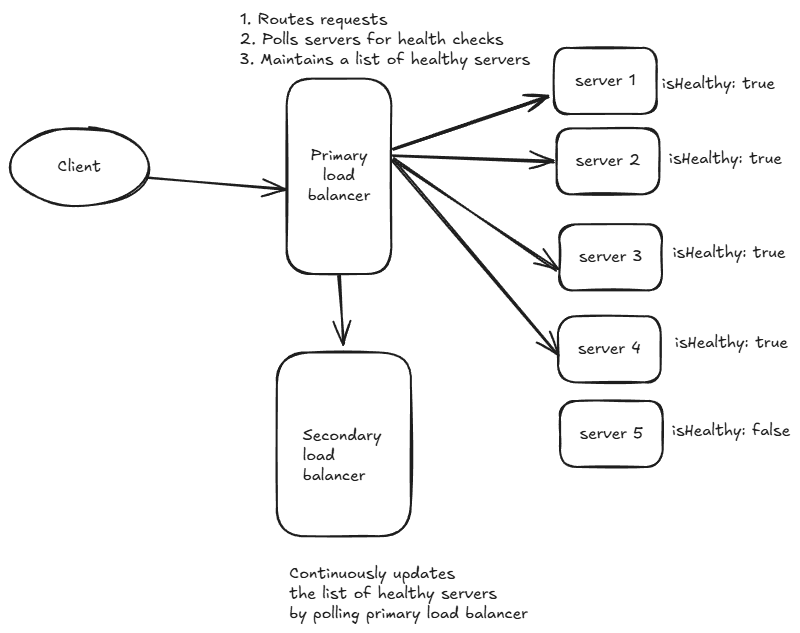 1. Routes requests
2. Polls servers for health checks
3. Maintains a list of healthy servers
Client
Primary
load
balancer
server 1
isHealthy: true
server 2
isHealthy: true
server 3
isHealthy: true
server 4
isHealthy: true
server 5
isHealthy: false
Secondary
load
balancer
Continuously updates
the list of healthy servers
by polling primary load balancer